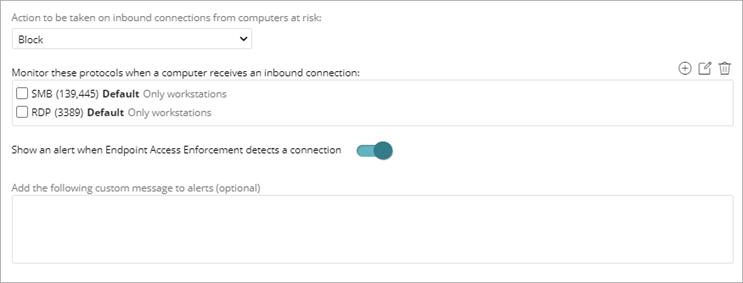 Action to be taken on inbound connections from computers at risk:
Block
Monitor these protocols when a computer receives an inbound connection:
SMB (139,445) Default Only workstations
RDP (3389) Default Only workstations
Show an alert when Endpoint Access Enforcement detects a connection
Add the following custom message to alerts (optional)